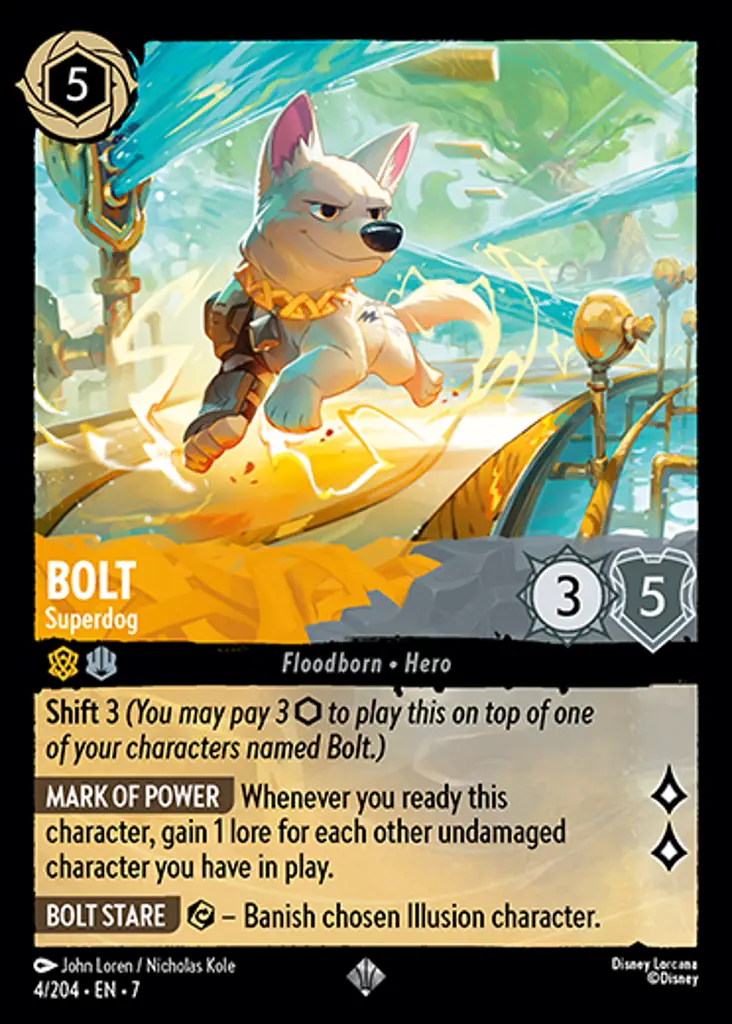 5
BOLT
Superdog
3
5
Floodborn • Hero
Shift 3 (You may pay 3 ⬡ to play this on top of one
of your characters named Bolt.)
MARK OF POWER Whenever you ready this
character, gain 1 lore for each other undamaged
character you have in play.
BOLT STARE – Banish chosen Illusion character.
John Loren / Nicholas Kole
Disney Lorcana
4/204 • EN • 7
©Disney